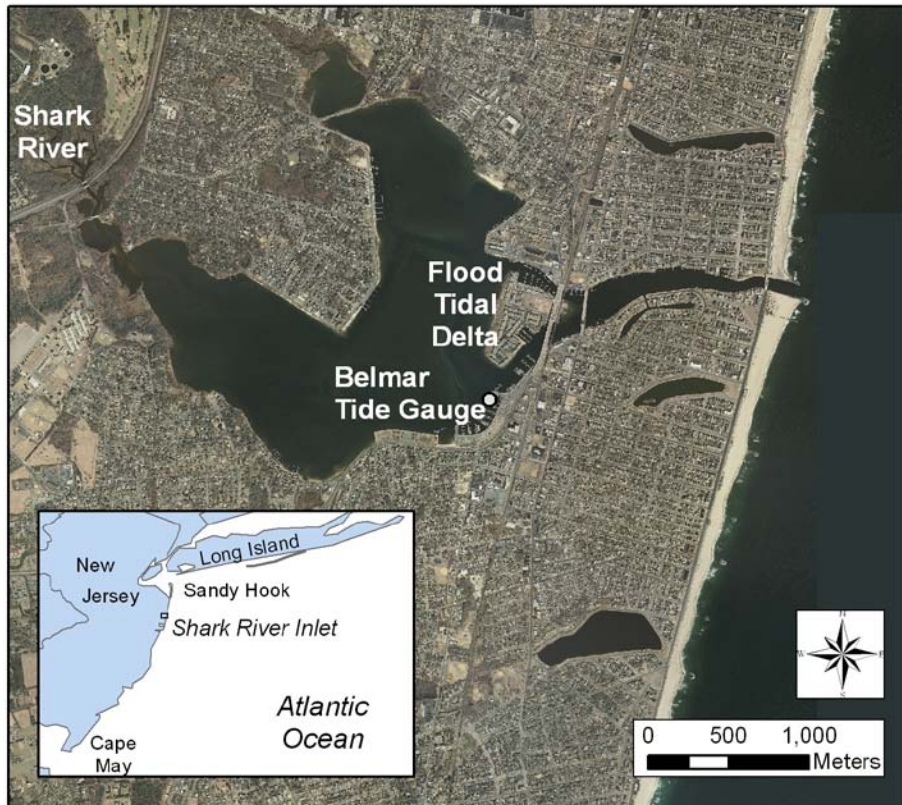 Shark
River
Flood
Tidal
Delta
Belmar
Tide Gauge
Long Island
New
Jersey
Sandy Hook
Shark River Inlet
Atlantic
Ocean
Cape
May
N
W
E
S
0 500 1,000
Meters